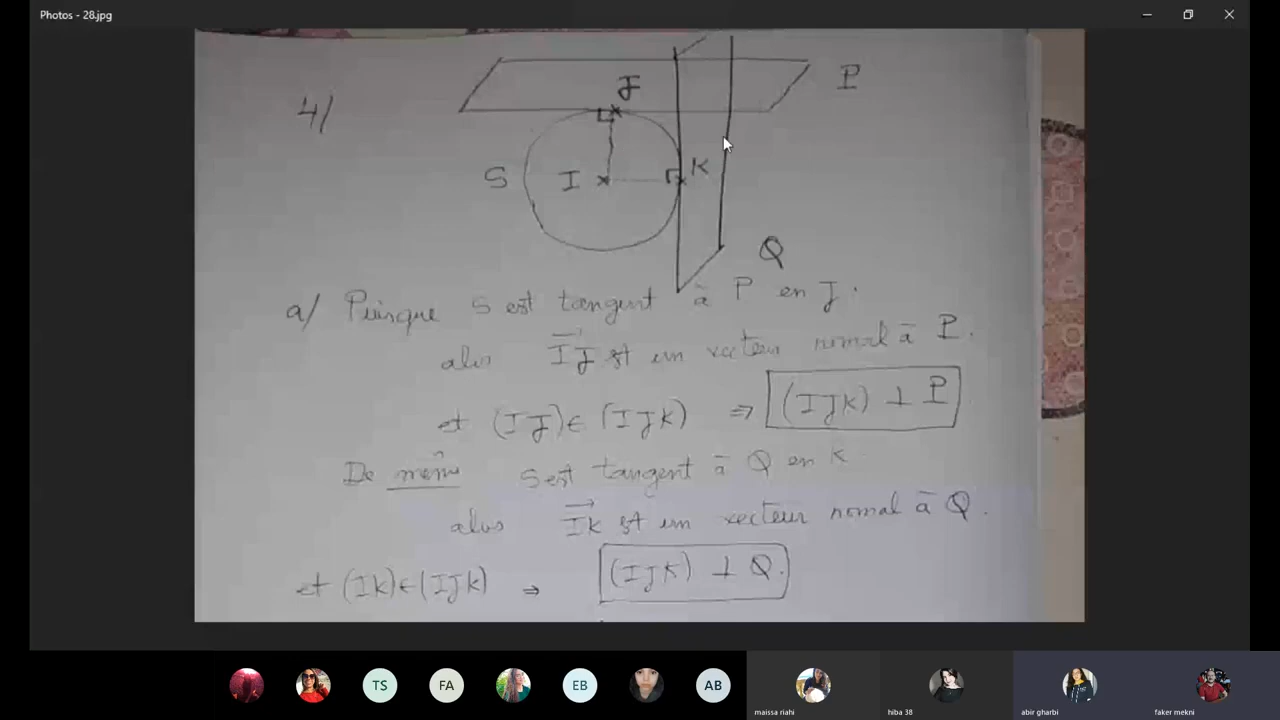 Photos - 28.jpg
4/
P
J
S
I
K
Q
a/ Puisque S est tangent à P en J.
alors IJ est un vecteur normal à P.
et (IJ)∈(IJK) ⇒ (IJK) ⊥ P
De même S est tangent à Q en K
alors IK est un vecteur normal à Q.
et (IK)∈(IJK) ⇒ (IJK) ⊥ Q.
TS
FA
EB
AB
maissa riahi
hiba 38
abir gharbi
faker mekni